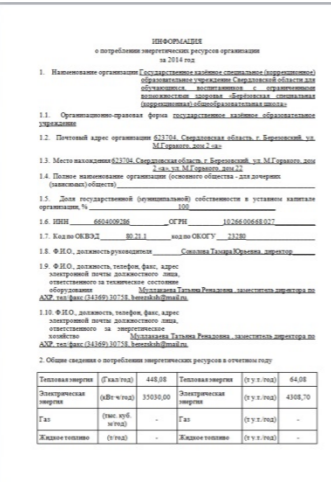 ИНФОРМАЦИЯ
о потреблении энергетических ресурсов организации
за 2014 год
1. Наименование организации Государственное казённое специальное (коррекционное)
образовательное учреждение Свердловской области для
обучающихся, воспитанников с ограниченными
возможностями здоровья «Берёзовская специальная
(коррекционная) общеобразовательная школа»
1.1. Организационно-правовая форма государственное казённое образовательное
учреждение
1.2. Почтовый адрес организации 623704, Свердловская область, г. Березовский, ул.
М.Горького, дом 2 «а»
1.3. Место нахождения 623704, Свердловская область, г. Березовский, ул. М.Горького, дом
2 «а», ул. М.Горького, дом 22
1.4. Полное наименование организации (основного общества - для дочерних
(зависимых) обществ)
1.5. Доля государственной (муниципальной) собственности в уставном капитале
организации, % 100
1.6. ИНН 6604009286 ОГРН 10266 00668 027
1.7. Код по ОКВЭД 80.21.1 код по ОКОГУ 23280
1.8. Ф.И.О., должность руководителя Соколова Тамара Юрьевна, директор
1.9. Ф.И.О., должность, телефон, факс, адрес
электронной почты должностного лица,
ответственного за техническое состояние
оборудования Муллакаева Татьяна Ренадовна, заместитель директора по
АХР, тел/факс (34369) 30758, berezsksh@mail.ru.
1.10. Ф.И.О., должность, телефон, факс, адрес
электронной почты должностного лица,
ответственного за энергетическое
хозяйство Муллакаева Татьяна Ренадовна, заместитель директора по
АХР, тел/факс (34369) 30758, berezsksh@mail.ru.
2. Общие сведения о потреблении энергетических ресурсов в отчетном году:
Тепловая энергия (Гкал/год) 448,08 Тепловая энергия (т у.т./год) 64,08
Электрическая энергия (кВт·ч/год) 35030,00 Электрическая энергия (т у.т./год) 4308,70
Газ (тыс. куб. м/год) - Газ (т у.т./год) -
Жидкое топливо (т/год) - Жидкое топливо (т у.т./год) -